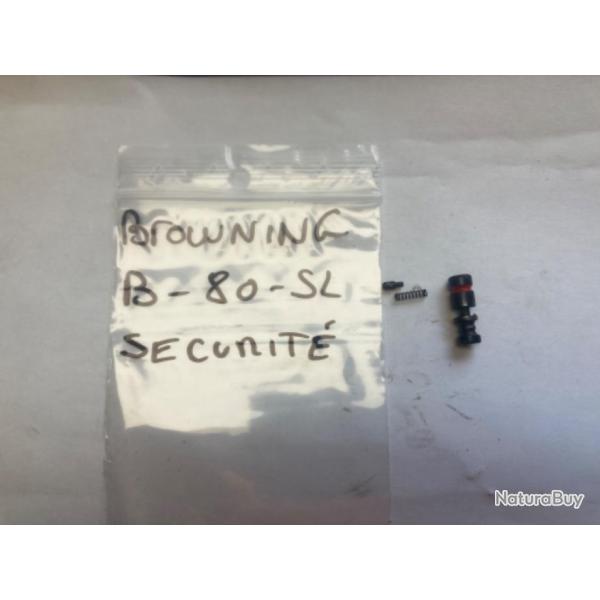 BROWNING
B-80-SL
SECURITÉ
NaturaBuy